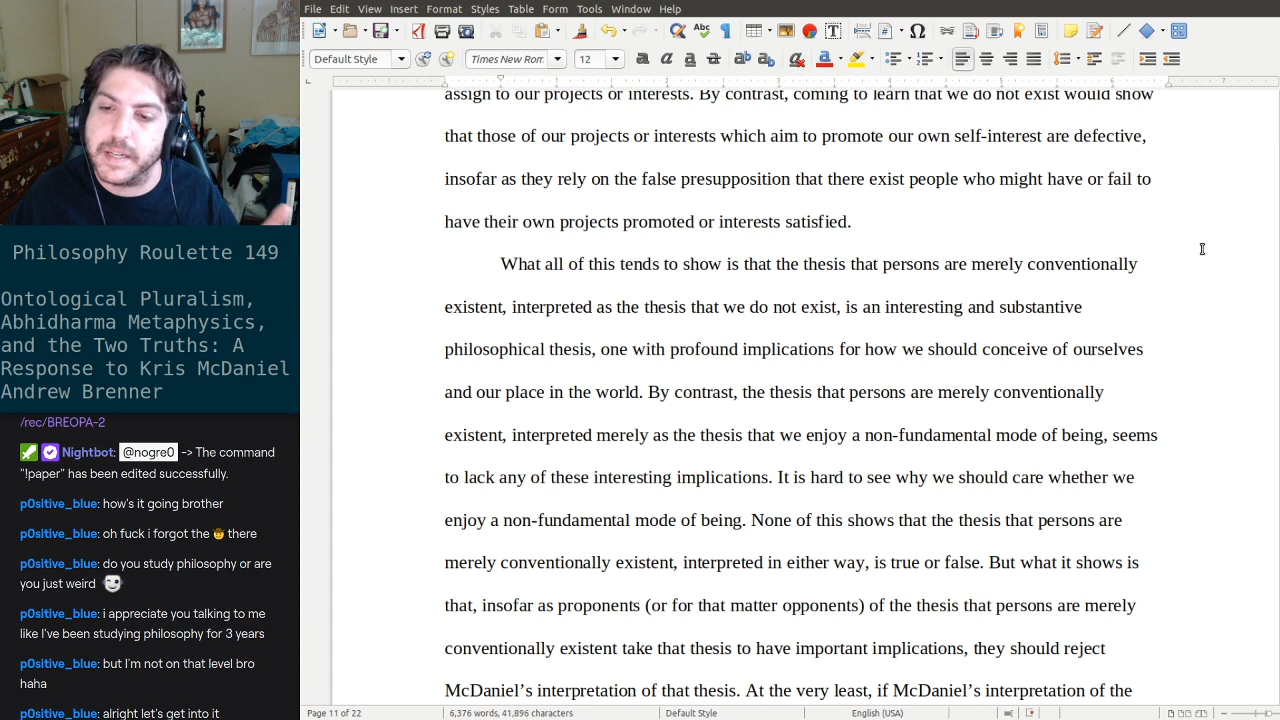 File Edit View Insert Format Styles Table Form Tools Window Help
Default Style
Times New Rom
12
1 2 3 4 5 6 7
assign to our projects or interests. By contrast, coming to learn that we do not exist would show
that those of our projects or interests which aim to promote our own self-interest are defective,
insofar as they rely on the false presupposition that there exist people who might have or fail to
have their own projects promoted or interests satisfied.
What all of this tends to show is that the thesis that persons are merely conventionally
existent, interpreted as the thesis that we do not exist, is an interesting and substantive
philosophical thesis, one with profound implications for how we should conceive of ourselves
and our place in the world. By contrast, the thesis that persons are merely conventionally
existent, interpreted merely as the thesis that we enjoy a non-fundamental mode of being, seems
to lack any of these interesting implications. It is hard to see why we should care whether we
enjoy a non-fundamental mode of being. None of this shows that the thesis that persons are
merely conventionally existent, interpreted in either way, is true or false. But what it shows is
that, insofar as proponents (or for that matter opponents) of the thesis that persons are merely
conventionally existent take that thesis to have important implications, they should reject
McDaniel’s interpretation of that thesis. At the very least, if McDaniel’s interpretation of the
Page 11 of 22
6,376 words, 41,896 characters
Default Style
English (USA)
Philosophy Roulette 149
Ontological Pluralism,
Abhidharma Metaphysics,
and the Two Truths: A
Response to Kris McDaniel
Andrew Brenner
/rec/BREOPA-2
Nightbot: @nogre0 -> The command
"!paper" has been edited successfully.
p0sitive_blue: how's it going brother
p0sitive_blue: oh fuck i forgot the 🤠 there
p0sitive_blue: do you study philosophy or are
you just weird
p0sitive_blue: i appreciate you talking to me
like I've been studying philosophy for 3 years
p0sitive_blue: but I'm not on that level bro
haha
p0sitive_blue: alright let's get into it